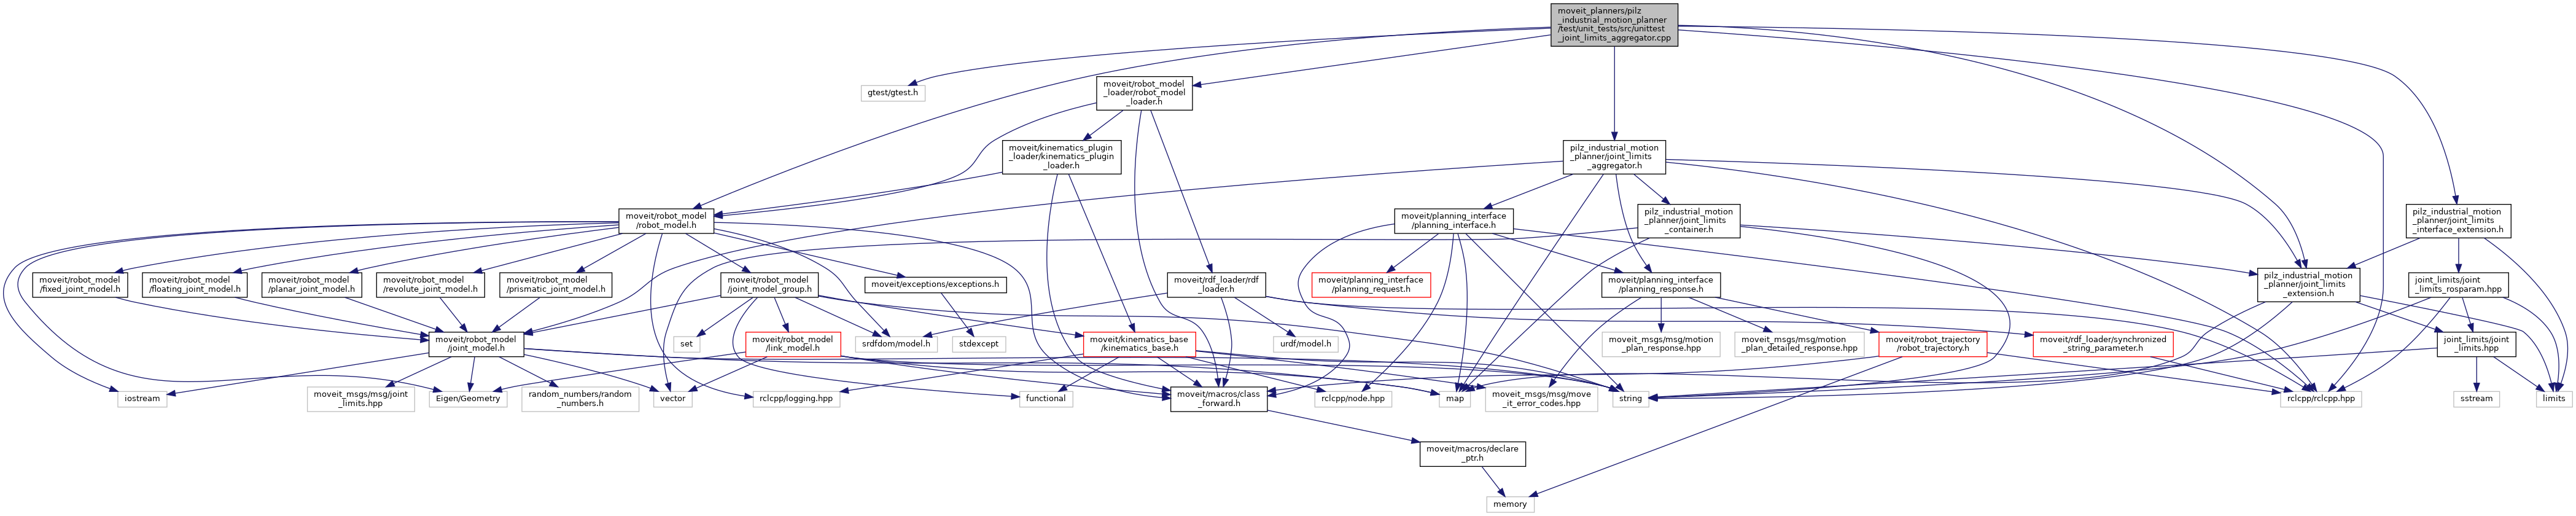 moveit_planners/pilz
_industrial_motion_planner
/test/unit_tests/src/unittest
_joint_limits_aggregator.cpp
gtest/gtest.h
moveit/robot_model
_loader/robot_model
_loader.h
moveit/kinematics_plugin
_loader/kinematics_plugin
_loader.h
pilz_industrial_motion
_planner/joint_limits
_aggregator.h
moveit/robot_model
/robot_model.h
moveit/planning_interface
/planning_interface.h
pilz_industrial_motion
_planner/joint_limits
_container.h
pilz_industrial_motion
_planner/joint_limits
_interface_extension.h
moveit/robot_model
/fixed_joint_model.h
moveit/robot_model
/floating_joint_model.h
moveit/robot_model
/planar_joint_model.h
moveit/robot_model
/revolute_joint_model.h
moveit/robot_model
/prismatic_joint_model.h
moveit/robot_model
/joint_model_group.h
moveit/exceptions/exceptions.h
moveit/rdf_loader/rdf
_loader.h
moveit/planning_interface
/planning_request.h
moveit/planning_interface
/planning_response.h
pilz_industrial_motion
_planner/joint_limits
_extension.h
joint_limits/joint
_limits_rosparam.hpp
moveit/robot_model
/joint_model.h
set
moveit/robot_model
/link_model.h
srdfdom/model.h
stdexcept
moveit/kinematics_base
/kinematics_base.h
urdf/model.h
moveit_msgs/msg/motion
_plan_response.hpp
moveit_msgs/msg/motion
_plan_detailed_response.hpp
moveit/robot_trajectory
/robot_trajectory.h
moveit/rdf_loader/synchronized
_string_parameter.h
joint_limits/joint
_limits.hpp
iostream
moveit_msgs/msg/joint
_limits.hpp
Eigen/Geometry
random_numbers/random
_numbers.h
vector
rclcpp/logging.hpp
functional
moveit/macros/class
_forward.h
rclcpp/node.hpp
map
moveit_msgs/msg/move
_it_error_codes.hpp
string
rclcpp/rclcpp.hpp
sstream
limits
moveit/macros/declare
_ptr.h
memory